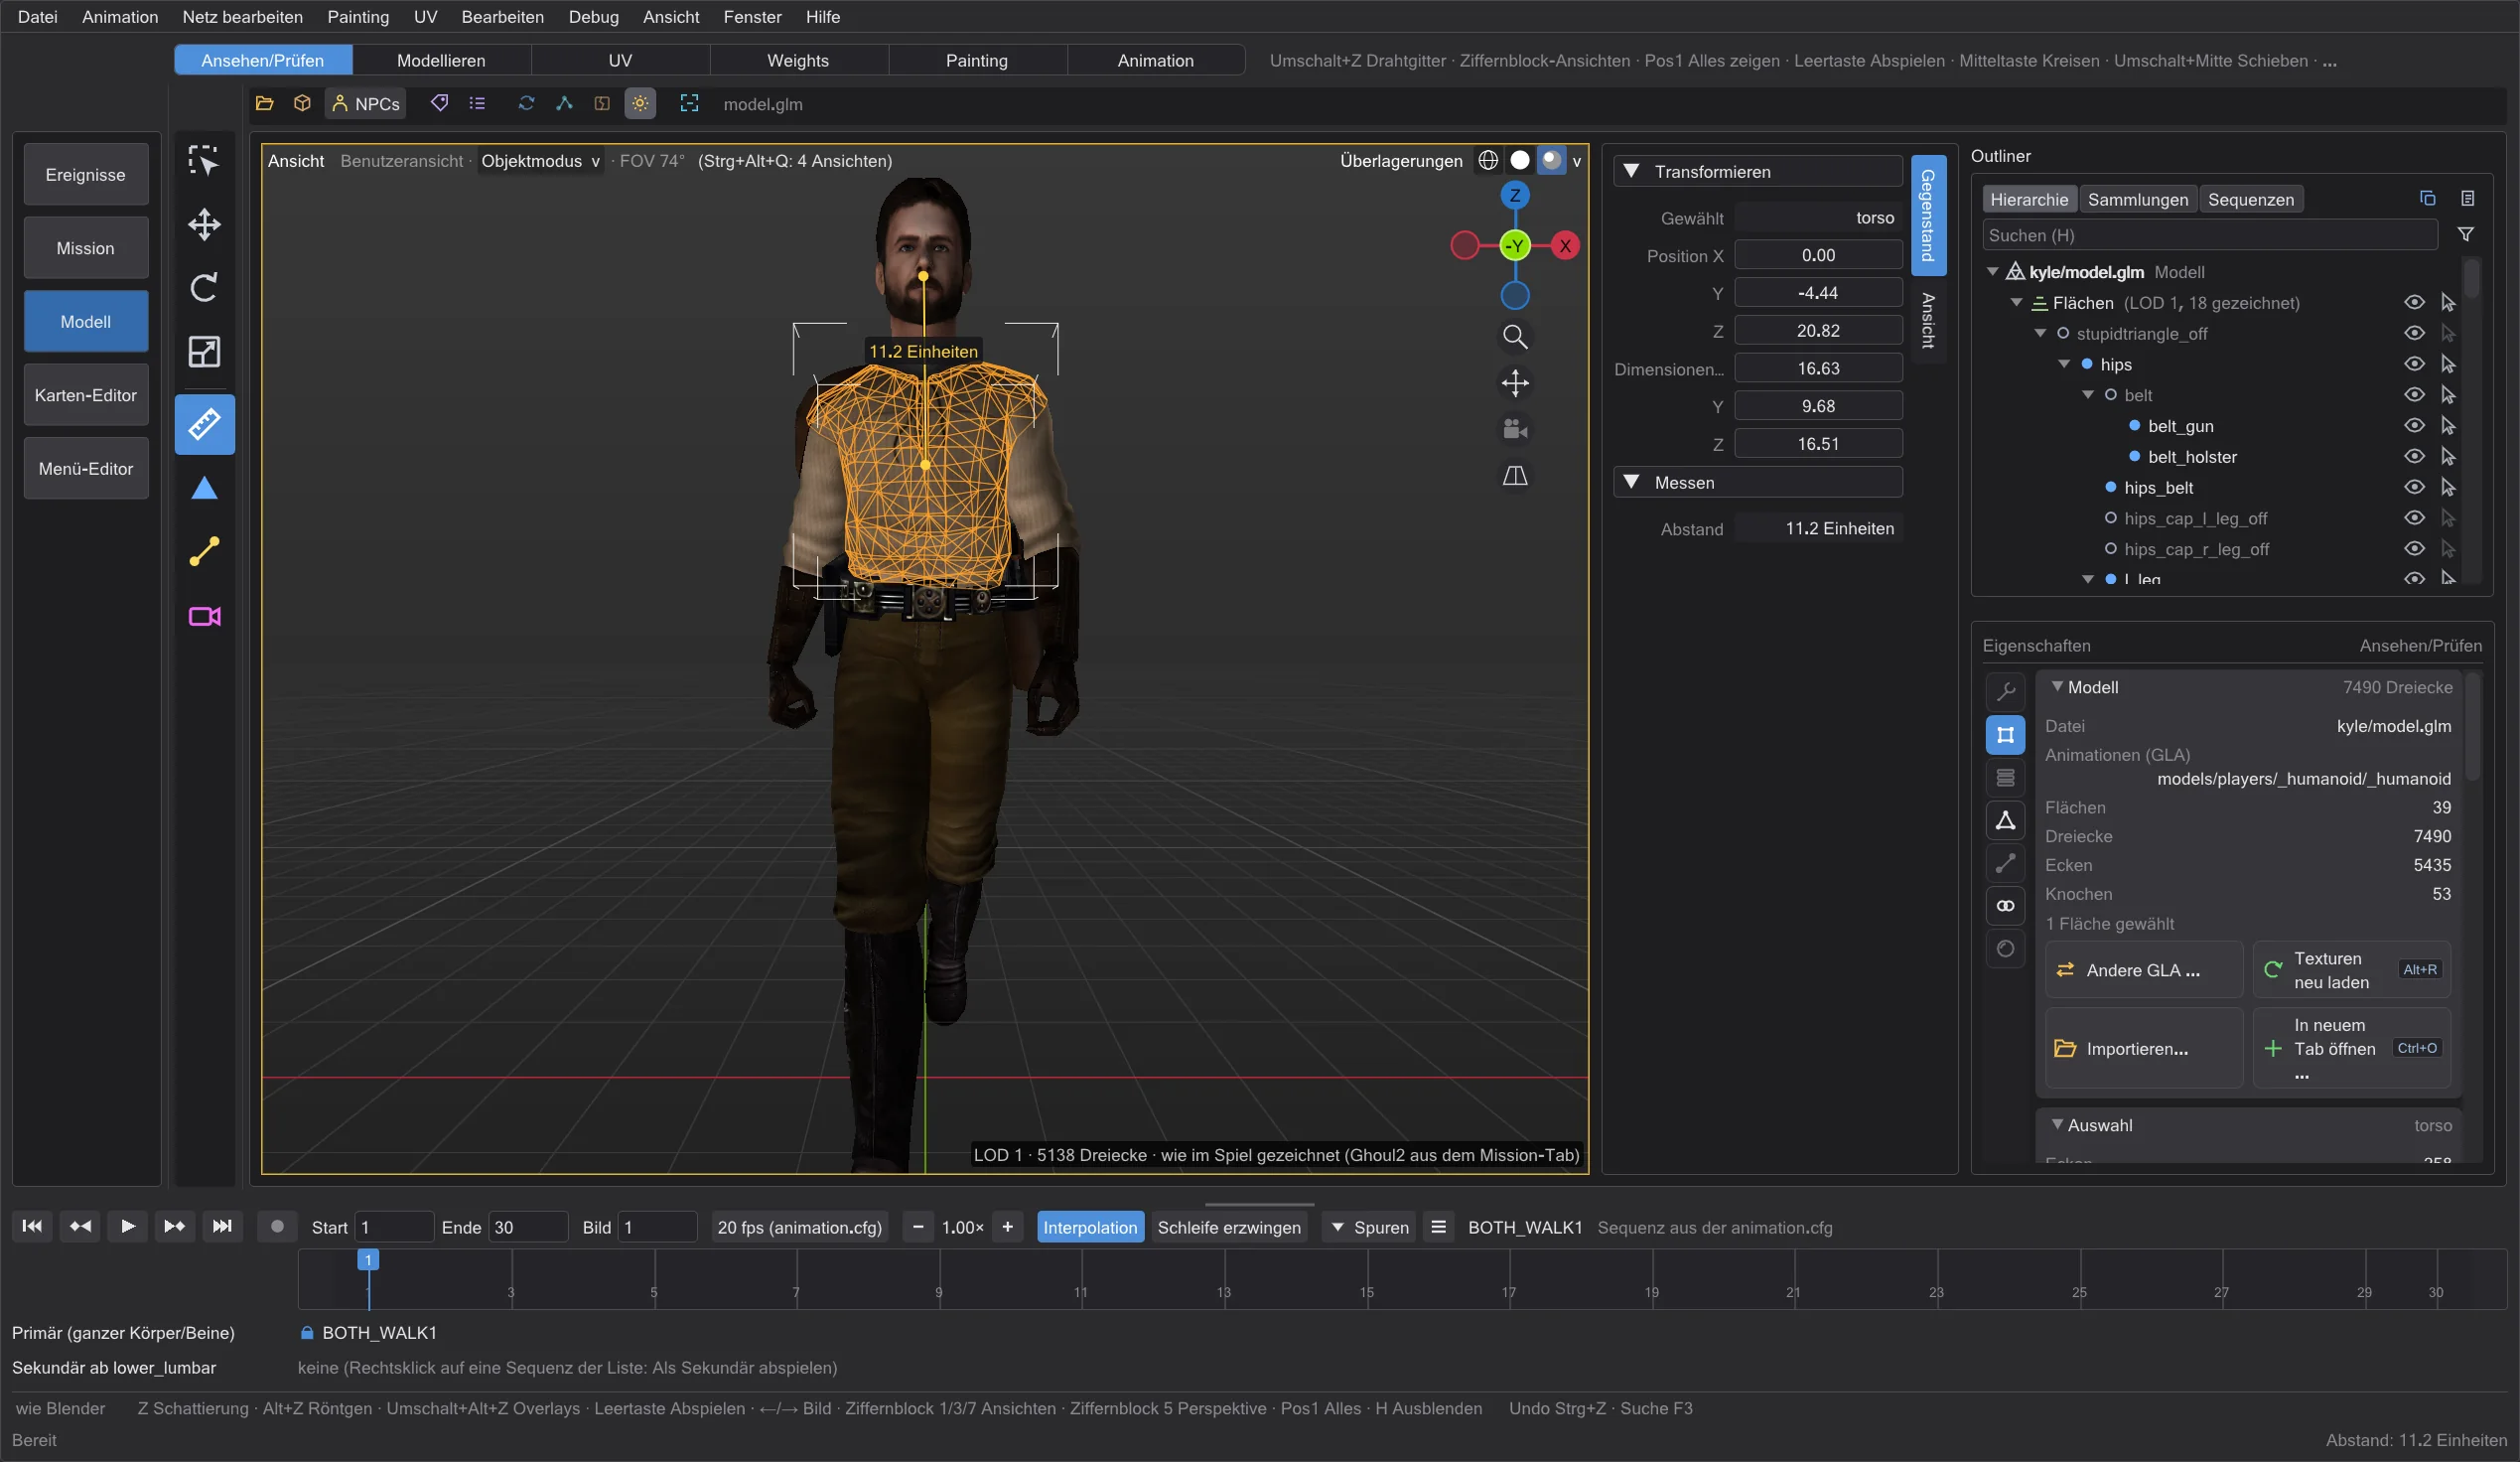 Datei Animation Netz bearbeiten Painting UV Bearbeiten Debug Ansicht Fenster Hilfe
Ansehen/Prüfen Modellieren UV Weights Painting Animation Umschalt+Z Drahtgitter · Ziffernblock-Ansichten · Pos1 Alles zeigen · Leertaste Abspielen · Mitteltaste Kreisen · Umschalt+Mitte Schieben · ...
NPCs model.glm
Ereignisse
Mission
Modell
Karten-Editor
Menü-Editor
Ansicht Benutzeransicht · Objektmodus v · FOV 74° (Strg+Alt+Q: 4 Ansichten) Überlagerungen v
Z
-Y X
11.2 Einheiten
LOD 1 · 5138 Dreiecke · wie im Spiel gezeichnet (Ghoul2 aus dem Mission-Tab)
Transformieren
Gewählt torso
Position X 0.00
Y -4.44
Z 20.82
Dimensionen... 16.63
Y 9.68
Z 16.51
Messen
Abstand 11.2 Einheiten
Gegenstand
Ansicht
Outliner
Hierarchie Sammlungen Sequenzen
Suchen (H)
kyle/model.glm Modell
Flächen (LOD 1, 18 gezeichnet)
stupidtriangle_off
hips
belt
belt_gun
belt_holster
hips_belt
hips_cap_l_leg_off
hips_cap_r_leg_off
l_leg
Eigenschaften Ansehen/Prüfen
Modell 7490 Dreiecke
Datei kyle/model.glm
Animationen (GLA)
models/players/_humanoid/_humanoid
Flächen 39
Dreiecke 7490
Ecken 5435
Knochen 53
1 Fläche gewählt
Andere GLA ...
Texturen neu laden Alt+R
Importieren...
In neuem Tab öffnen ... Ctrl+O
Auswahl torso
Ecken 258
Start 1 Ende 30 Bild 1 20 fps (animation.cfg) − 1.00× + Interpolation Schleife erzwingen Spuren BOTH_WALK1 Sequenz aus der animation.cfg
1
1 3 5 7 9 11 13 15 17 19 21 23 25 27 29 30
Primär (ganzer Körper/Beine) BOTH_WALK1
Sekundär ab lower_lumbar keine (Rechtsklick auf eine Sequenz der Liste: Als Sekundär abspielen)
wie Blender Z Schattierung · Alt+Z Röntgen · Umschalt+Alt+Z Overlays · Leertaste Abspielen · ←/→ Bild · Ziffernblock 1/3/7 Ansichten · Ziffernblock 5 Perspektive · Pos1 Alles · H Ausblenden Undo Strg+Z · Suche F3
Bereit Abstand: 11.2 Einheiten